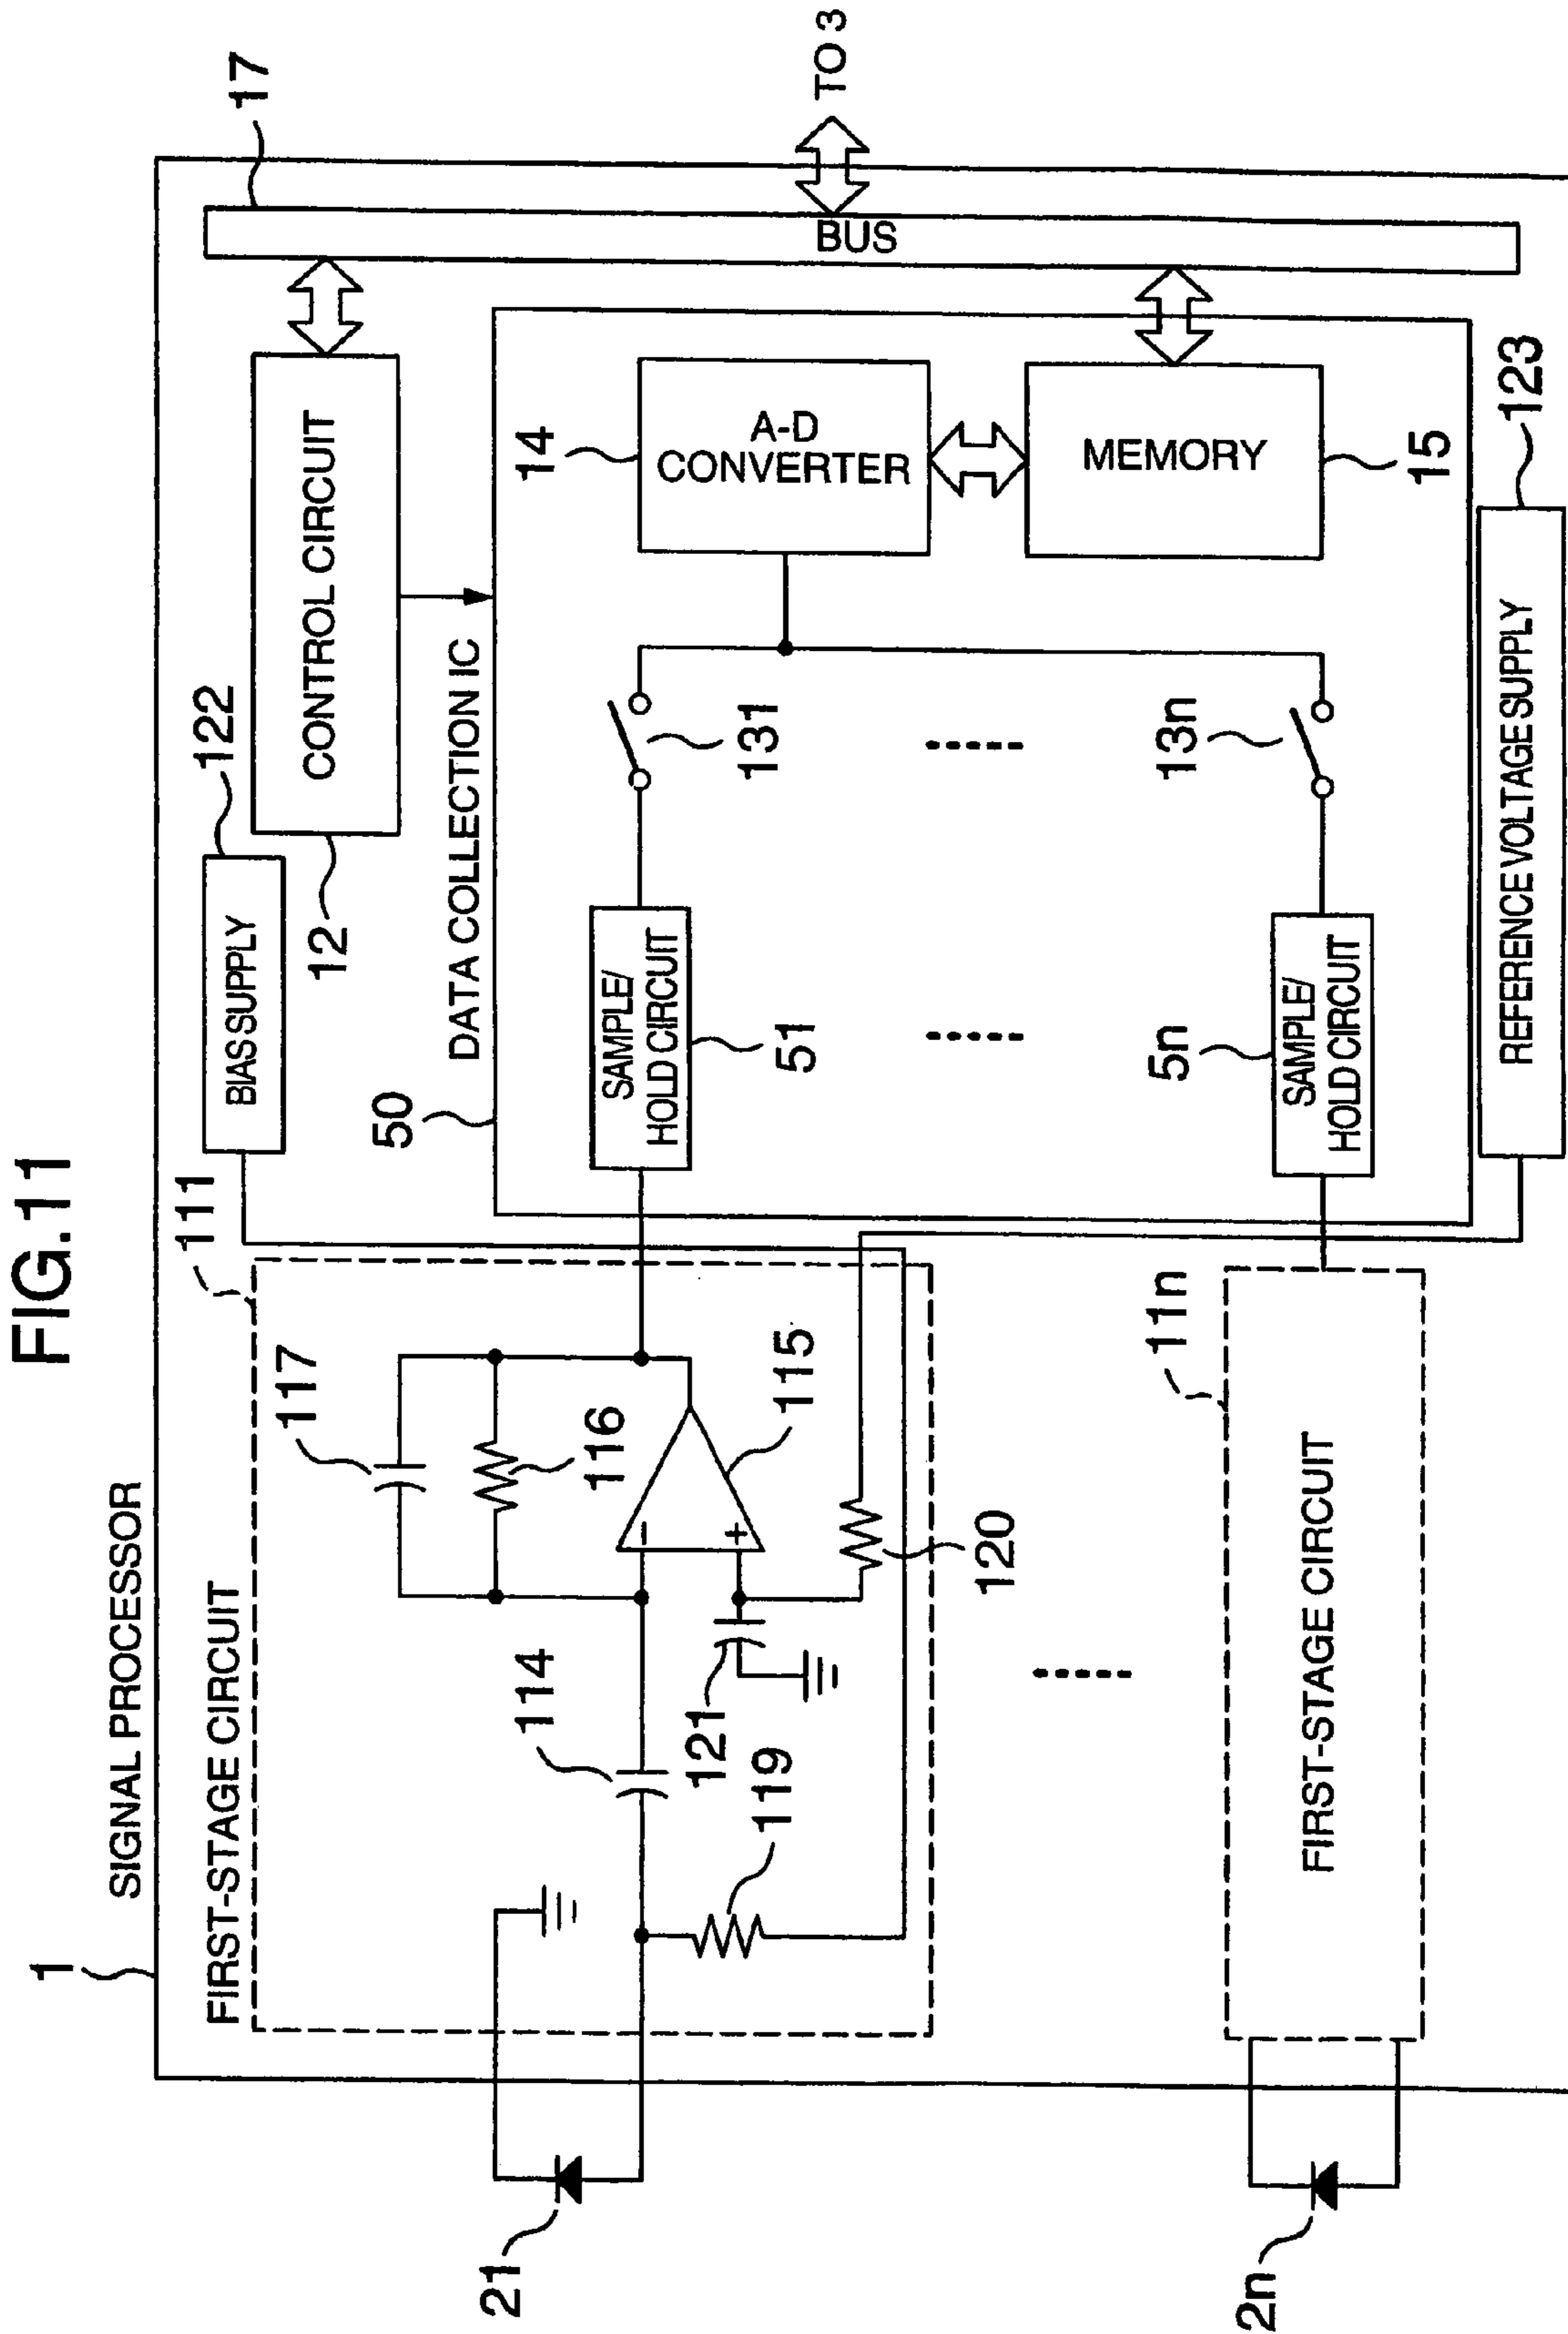 FIG.11
1
SIGNAL PROCESSOR
FIRST-STAGE CIRCUIT
111
BIAS SUPPLY
122
CONTROL CIRCUIT
12
17
BUS
TO 3
DATA COLLECTION IC
50
117
116
115
114
121
119
120
21
SAMPLE/
HOLD CIRCUIT
51
131
14
A-D
CONVERTER
MEMORY
15
13n
5n
SAMPLE/
HOLD CIRCUIT
11n
FIRST-STAGE CIRCUIT
2n
REFERENCE VOLTAGE SUPPLY
123
− 
+